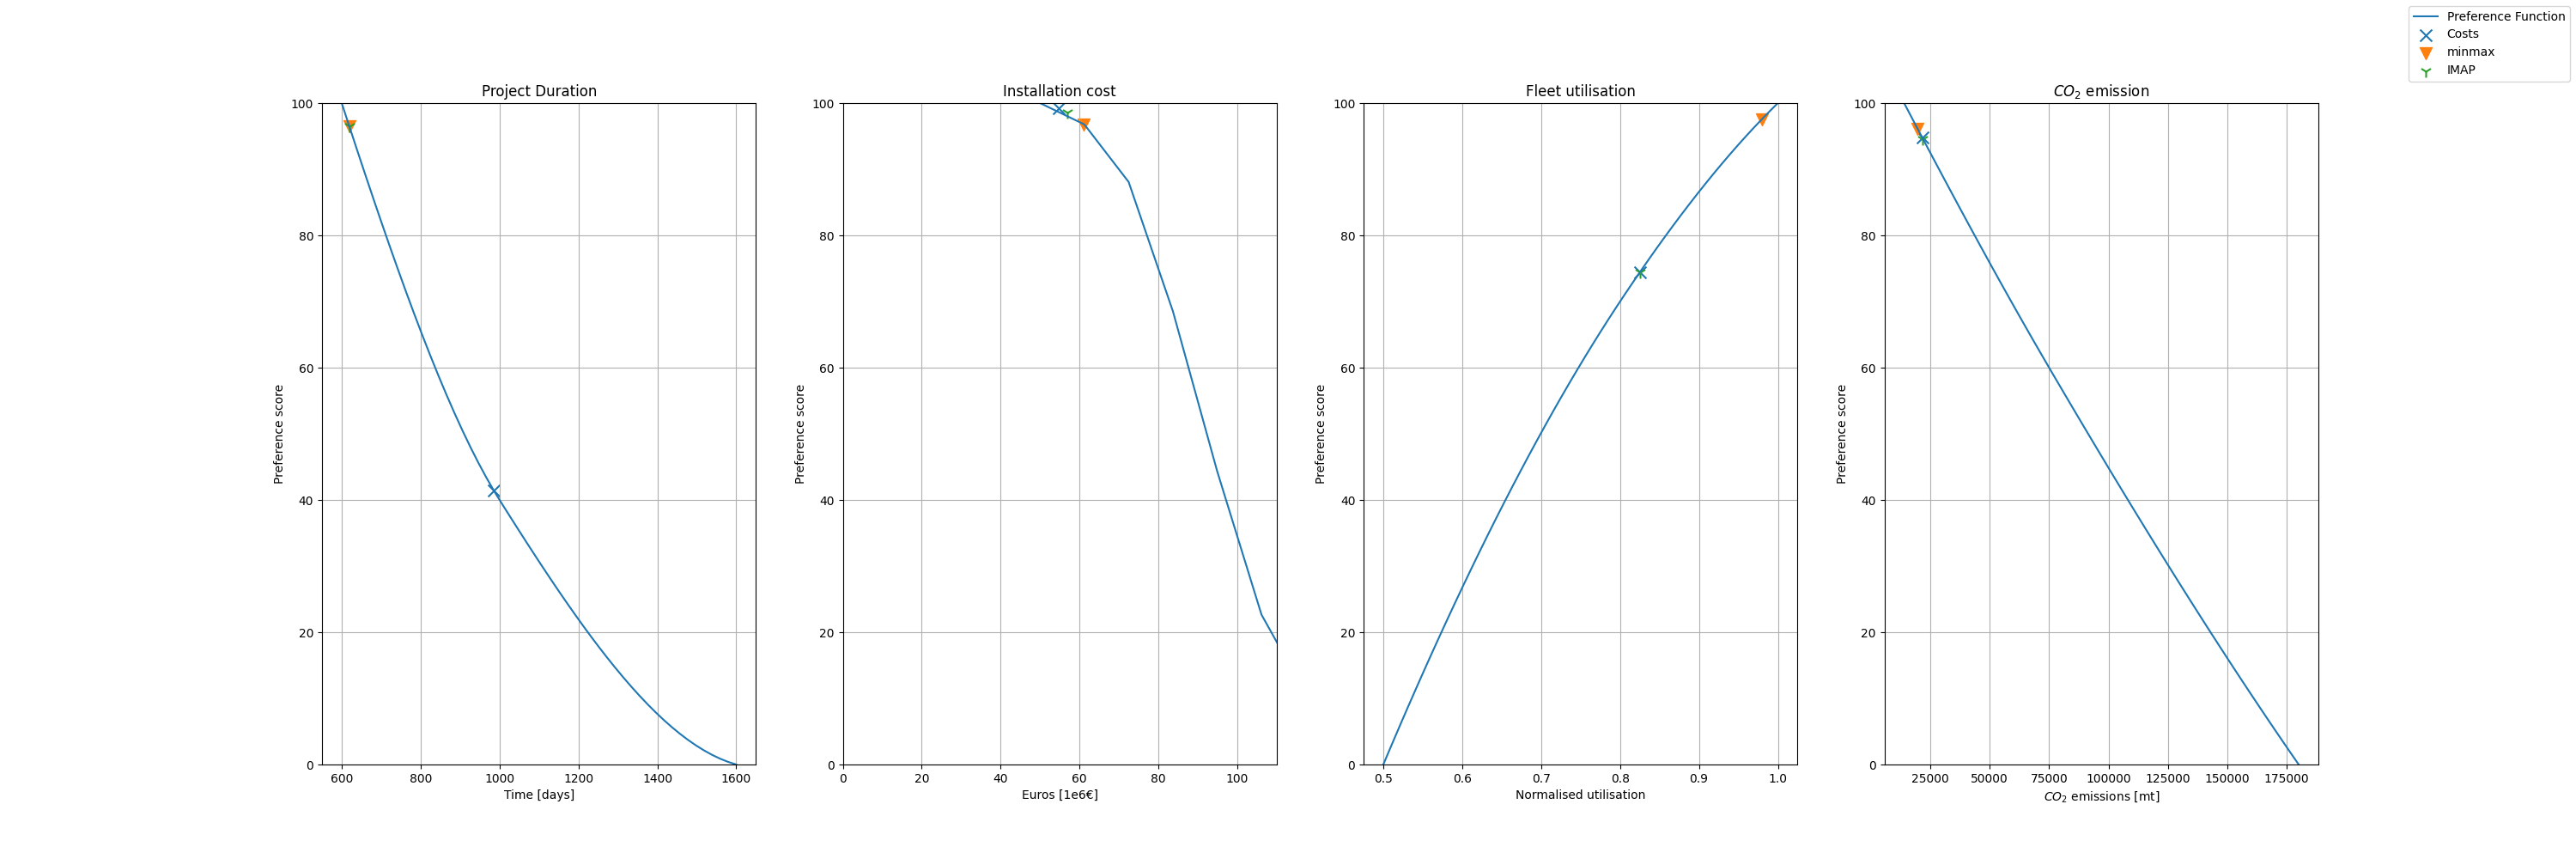 Preference Function
Costs
minmax
IMAP
Project Duration
100
80
60
40
20
0
Preference score
600 800 1000 1200 1400 1600
Time [days]
Installation cost
100
80
60
40
20
0
Preference score
0 20 40 60 80 100
Euros [1e6€]
Fleet utilisation
100
80
60
40
20
0
Preference score
0.5 0.6 0.7 0.8 0.9 1.0
Normalised utilisation
CO₂ emission
100
80
60
40
20
0
Preference score
25000 50000 75000 100000 125000 150000 175000
CO₂ emissions [mt]